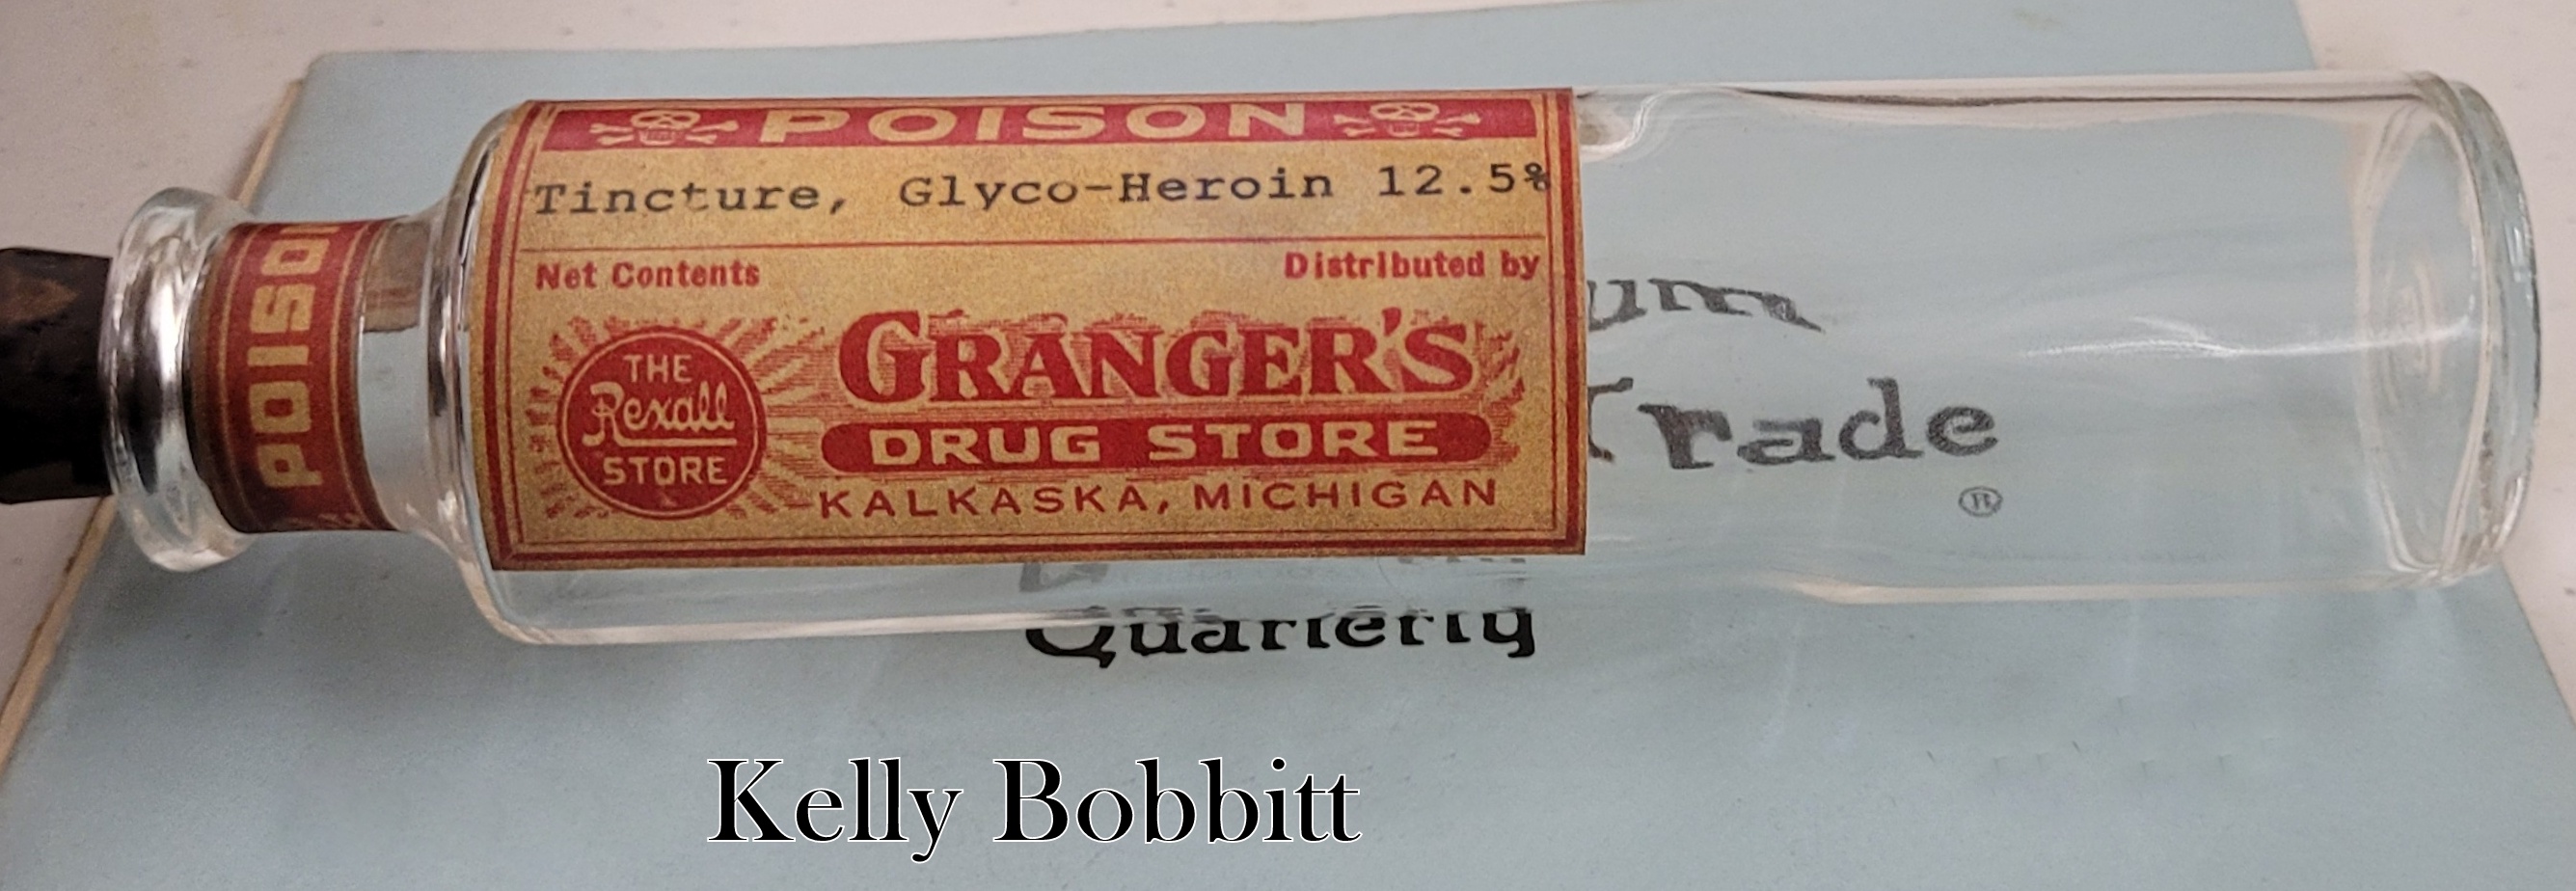 POISON
Tincture, Glyco-Heroin 12.5%
Net Contents
Distributed by
THE
Rexall
STORE
GRANGER'S
DRUG STORE
KALKASKA, MICHIGAN
POISON
Trade
®
Quarterly
Kelly Bobbitt